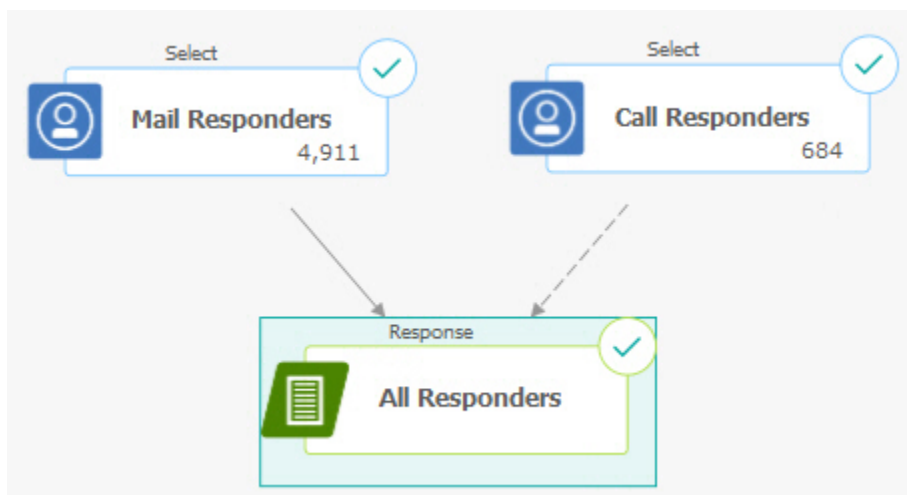 Select
Mail Responders
4,911
Select
Call Responders
684
Response
All Responders